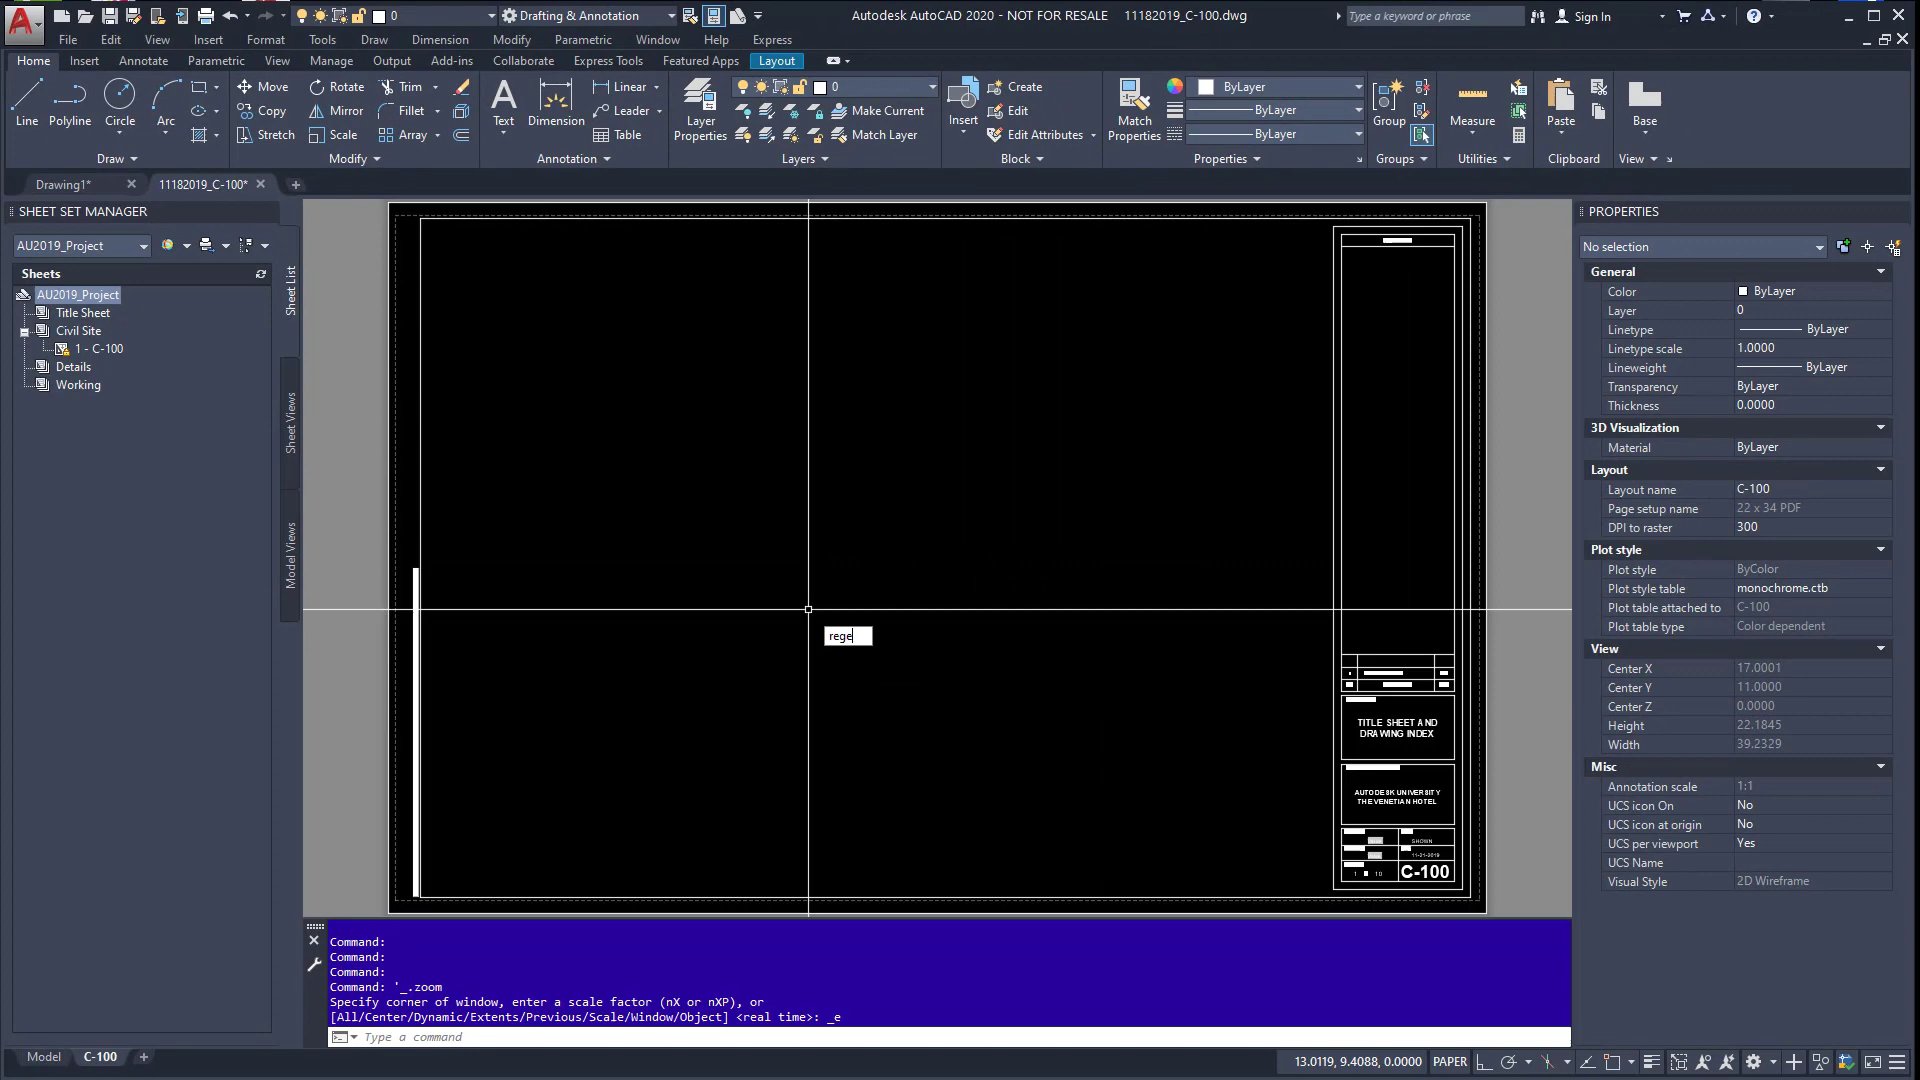 0
Drafting & Annotation
Autodesk AutoCAD 2020 - NOT FOR RESALE 11182019_C-100.dwg
Type a keyword or phrase
Sign In
File Edit View Insert Format Tools Draw Dimension Modify Parametric Window Help Express
Home Insert Annotate Parametric View Manage Output Add-ins Collaborate Express Tools Featured Apps Layout
Line
Polyline
Circle
Arc
Draw
Move
Rotate
Trim
Copy
Mirror
Fillet
Stretch
Scale
Array
Modify
Text
Dimension
Linear
Leader
Table
Annotation
Layer
Properties
0
Make Current
Match Layer
Layers
Insert
Create
Edit
Edit Attributes
Block
Match
Properties
ByLayer
ByLayer
ByLayer
Properties
Group
Groups
Measure
Utilities
Paste
Clipboard
Base
View
Drawing1*
11182019_C-100*
SHEET SET MANAGER
AU2019_Project
Sheets
AU2019_Project
Title Sheet
Civil Site
1 - C-100
Details
Working
Sheet List
Sheet Views
Model Views
rege
TITLE SHEET AND
DRAWING INDEX
AUTODESK UNIVERSITY
THE VENETIAN HOTEL
SHOWN
11-21-2019
1 10
C-100
PROPERTIES
No selection
General
Color ByLayer
Layer 0
Linetype ByLayer
Linetype scale 1.0000
Lineweight ByLayer
Transparency ByLayer
Thickness 0.0000
3D Visualization
Material ByLayer
Layout
Layout name C-100
Page setup name 22 x 34 PDF
DPI to raster 300
Plot style
Plot style ByColor
Plot style table monochrome.ctb
Plot table attached to C-100
Plot table type Color dependent
View
Center X 17.0001
Center Y 11.0000
Center Z 0.0000
Height 22.1845
Width 39.2329
Misc
Annotation scale 1:1
UCS icon On No
UCS icon at origin No
UCS per viewport Yes
UCS Name
Visual Style 2D Wireframe
Command:
Command:
Command:
Command: '_.zoom
Specify corner of window, enter a scale factor (nX or nXP), or
[All/Center/Dynamic/Extents/Previous/Scale/Window/Object] <real time>: _e
Type a command
Model C-100
13.0119, 9.4088, 0.0000 PAPER